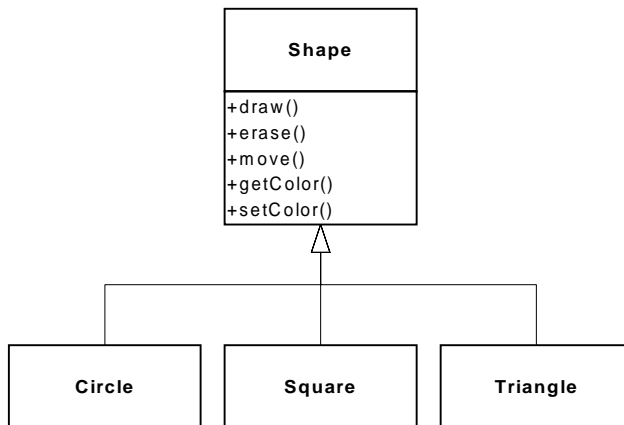 Shape
+draw()
+erase()
+move()
+getColor()
+setColor()
Circle
Square
Triangle